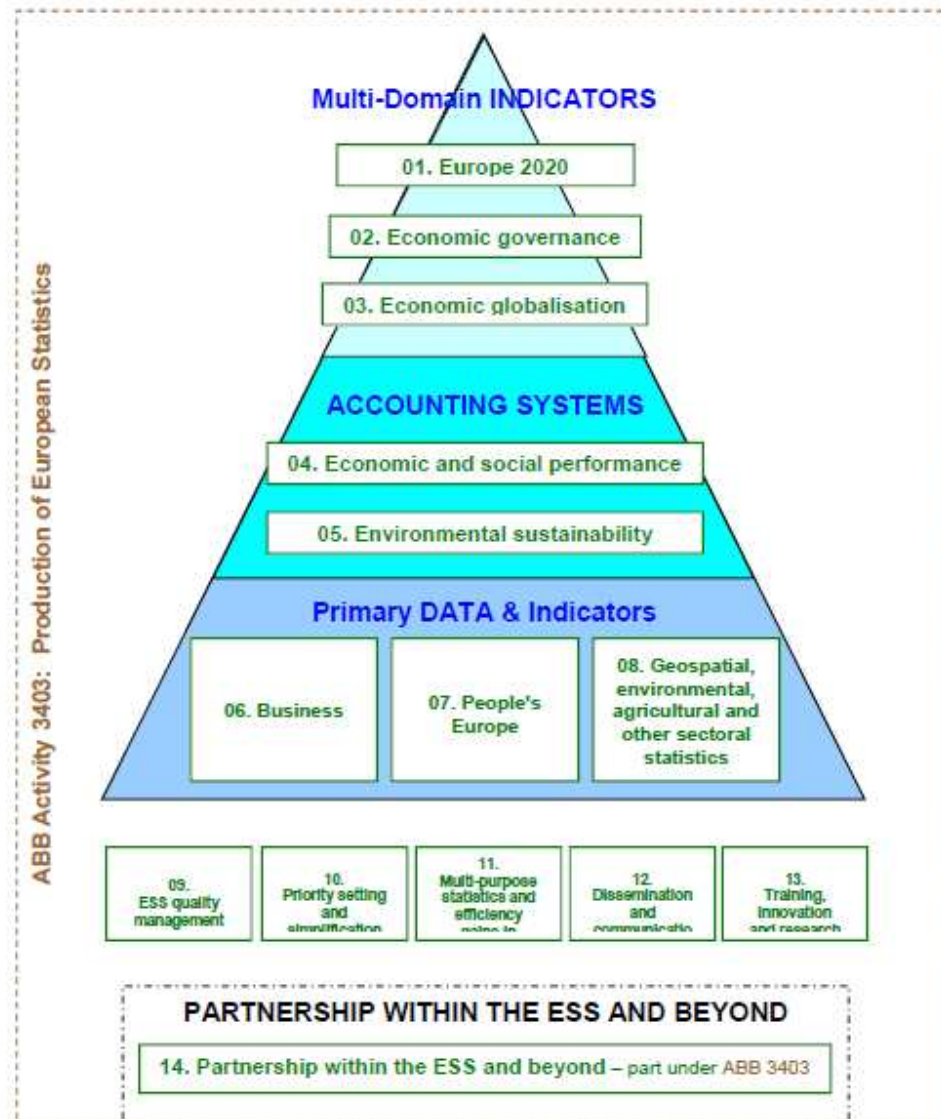 ABB Activity 3403: Production of European Statistics
Multi-Domain INDICATORS
01. Europe 2020
02. Economic governance
03. Economic globalisation
ACCOUNTING SYSTEMS
04. Economic and social performance
05. Environmental sustainability
Primary DATA & Indicators
06. Business
07. People's
Europe
08. Geospatial,
environmental,
agricultural and
other sectoral
statistics
09.
ESS quality
management
10.
Priority setting
and
simplification
11.
Multi-purpose
statistics and
efficiency
gains in
12.
Dissemination
and
communicatio
13.
Training,
innovation
and research
PARTNERSHIP WITHIN THE ESS AND BEYOND
14. Partnership within the ESS and beyond – part under ABB 3403